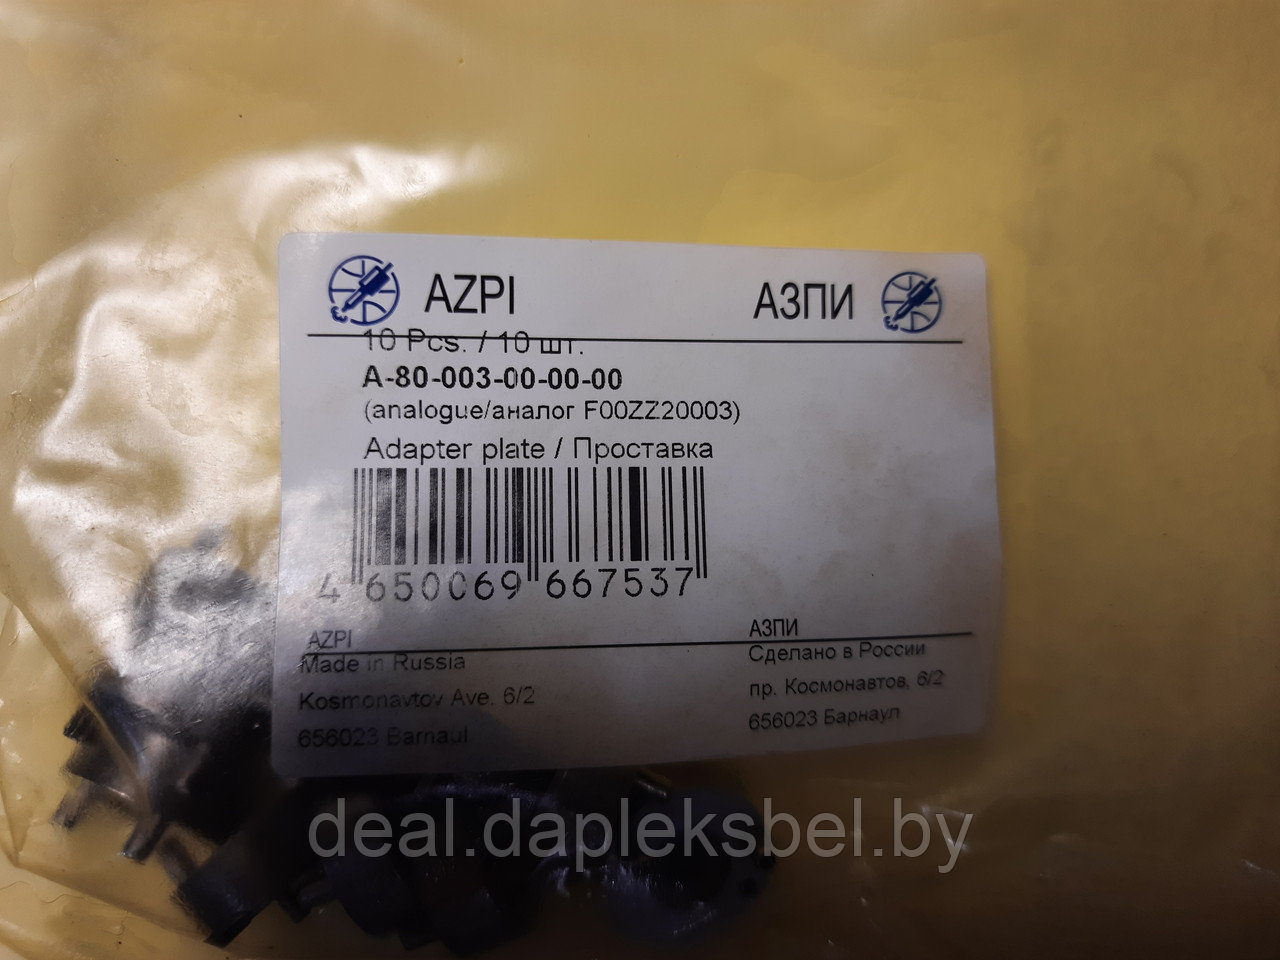 AZPI АЗПИ
10 Pcs. / 10 шт.
A-80-003-00-00-00
(analogue/аналог F00ZZ20003)
Adapter plate / Проставка
4 650069 667537
AZPI
Made in Russia
Kosmonavtov Ave. 6/2
656023 Barnaul
АЗПИ
Сделано в России
пр. Космонавтов, 6/2
656023 Барнаул
deal.dapleksbel.by